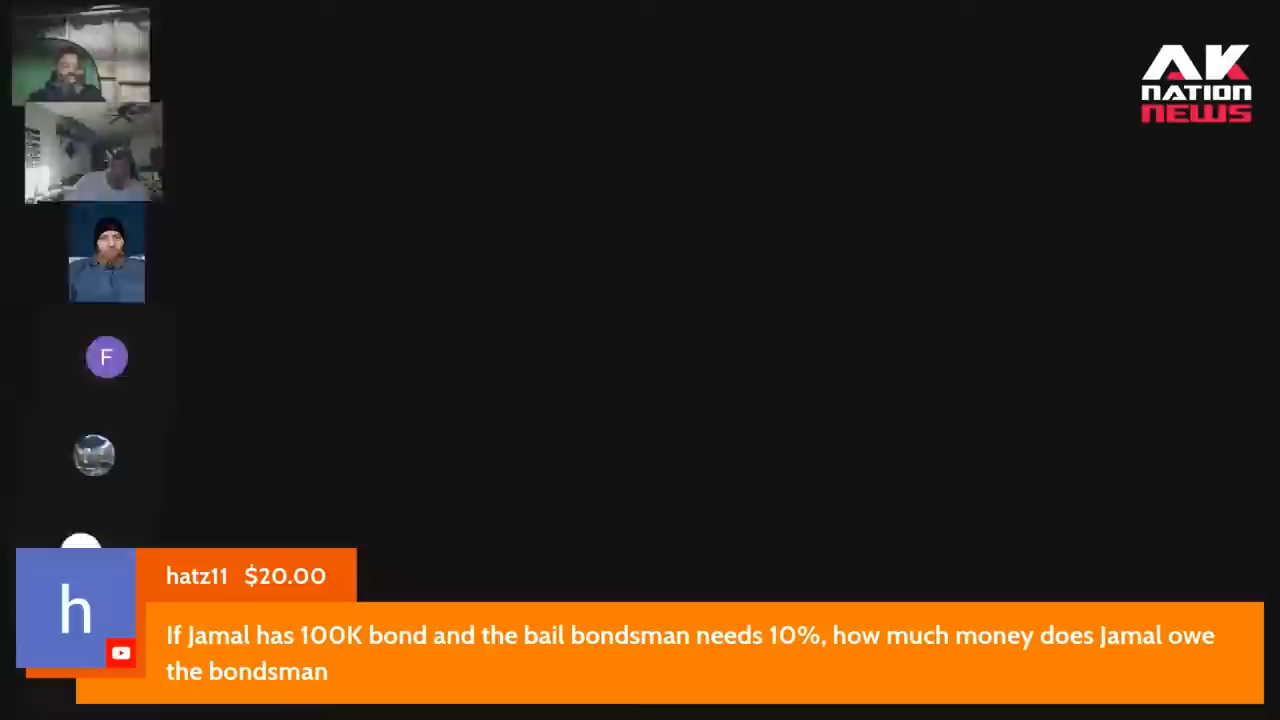 AK
NATION
NEWS
F
h
hatz11 $20.00
If Jamal has 100K bond and the bail bondsman needs 10%, how much money does Jamal owe
the bondsman